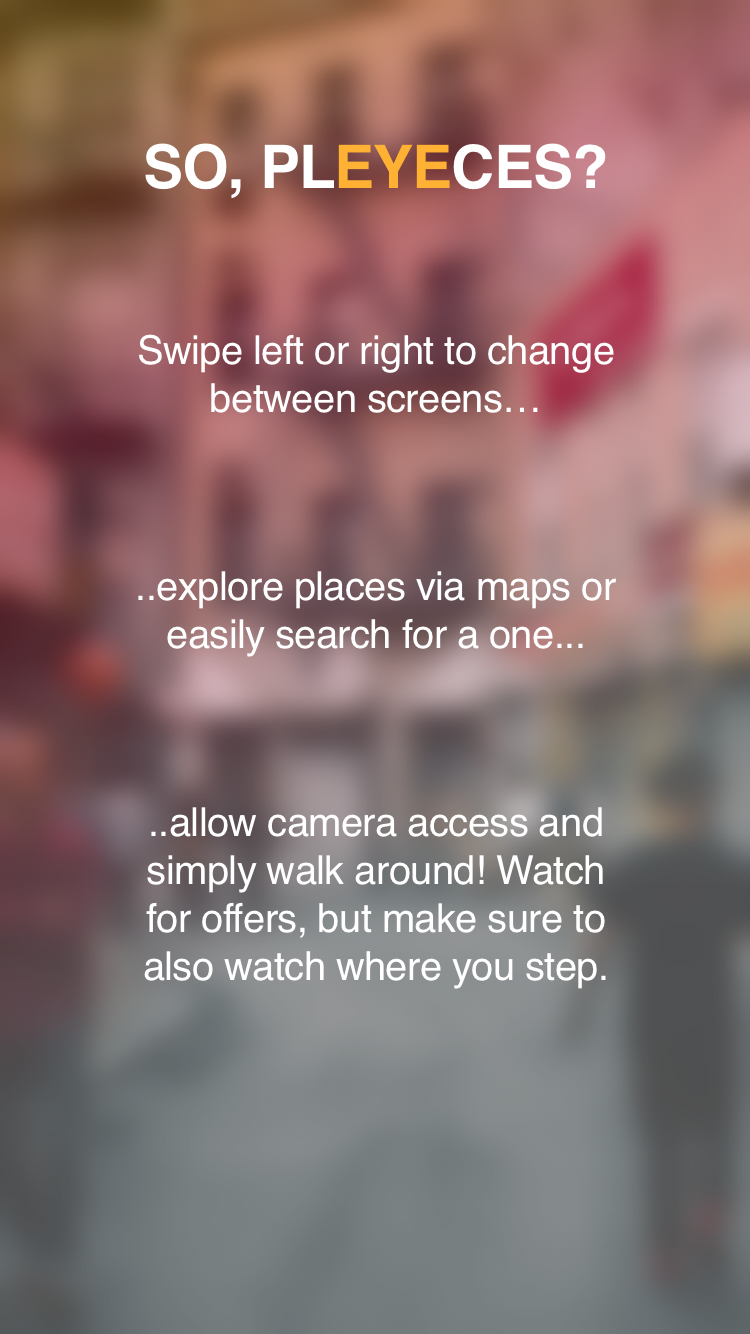 SO, PLEYECES?
Swipe left or right to change
between screens…
..explore places via maps or
easily search for a one...
..allow camera access and
simply walk around! Watch
for offers, but make sure to
also watch where you step.